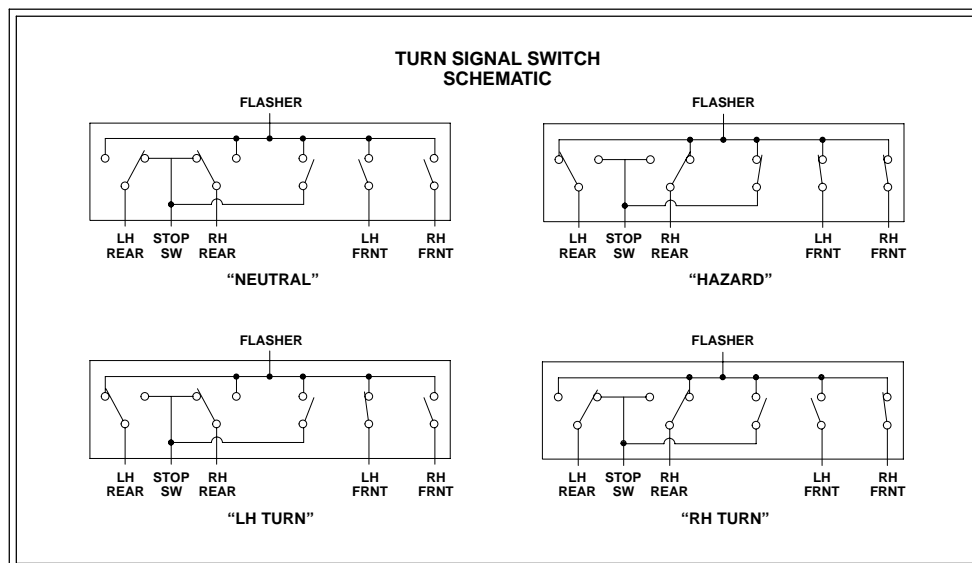 TURN SIGNAL SWITCH
SCHEMATIC
FLASHER
LH
REAR
STOP
SW
RH
REAR
LH
FRNT
RH
FRNT
“NEUTRAL”
FLASHER
LH
REAR
STOP
SW
RH
REAR
LH
FRNT
RH
FRNT
“HAZARD”
FLASHER
LH
REAR
STOP
SW
RH
REAR
LH
FRNT
RH
FRNT
“LH TURN”
FLASHER
LH
REAR
STOP
SW
RH
REAR
LH
FRNT
RH
FRNT
“RH TURN”